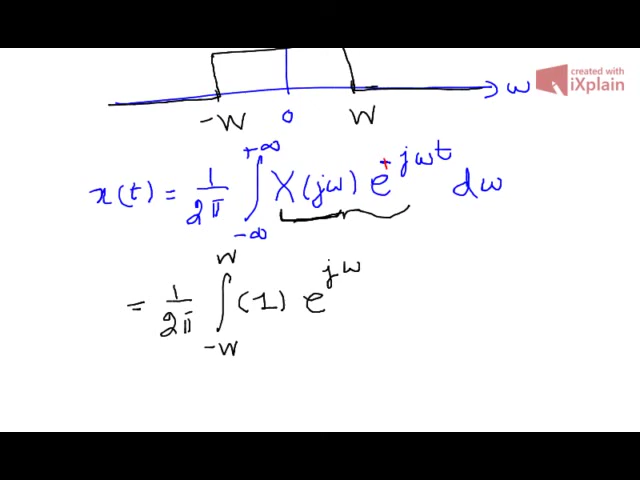 created with
iXplain
-W 0 W ω
x(t) = 1/2π ∫_{-∞}^{+∞} X(jω) e^{+jωt} dω
= 1/2π ∫_{-W}^{W} (1) e^{jω}